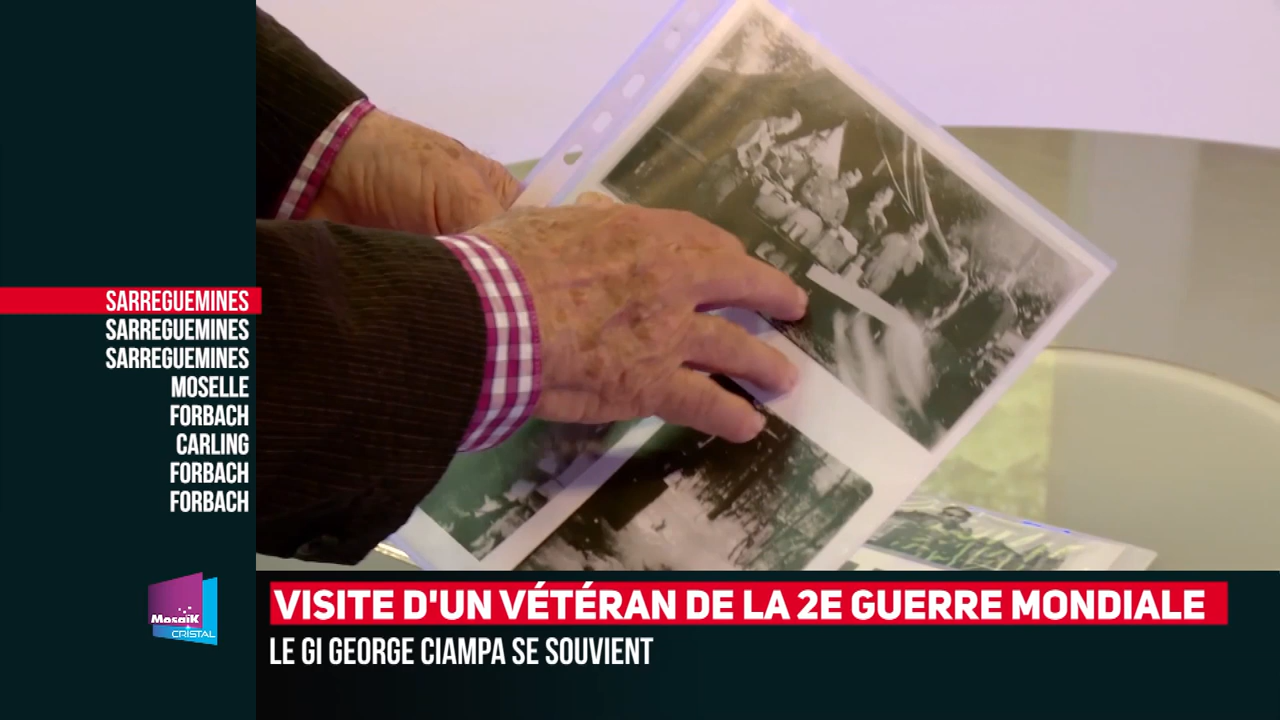 SARREGUEMINES
SARREGUEMINES
SARREGUEMINES
MOSELLE
FORBACH
CARLING
FORBACH
FORBACH
Mosaïk
CRISTAL
VISITE D'UN VÉTÉRAN DE LA 2E GUERRE MONDIALE
LE GI GEORGE CIAMPA SE SOUVIENT